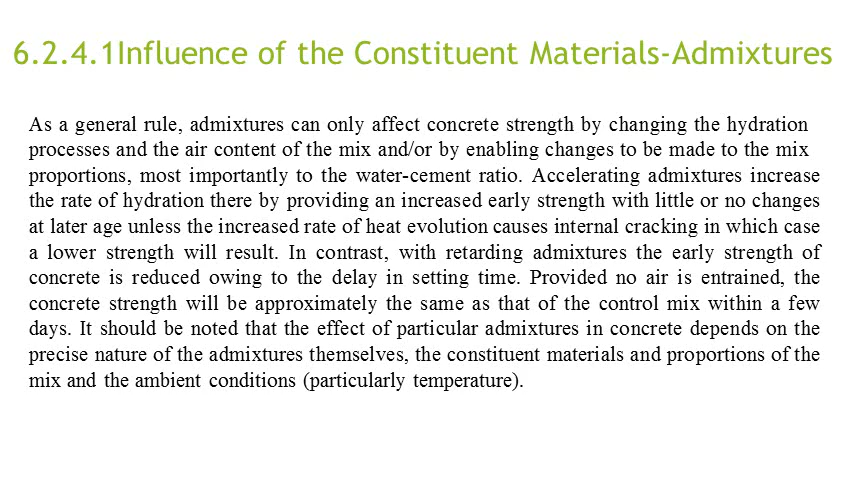 6.2.4.1Influence of the Constituent Materials-Admixtures
As a general rule, admixtures can only affect concrete strength by changing the hydration
processes and the air content of the mix and/or by enabling changes to be made to the mix
proportions, most importantly to the water-cement ratio. Accelerating admixtures increase
the rate of hydration there by providing an increased early strength with little or no changes
at later age unless the increased rate of heat evolution causes internal cracking in which case
a lower strength will result. In contrast, with retarding admixtures the early strength of
concrete is reduced owing to the delay in setting time. Provided no air is entrained, the
concrete strength will be approximately the same as that of the control mix within a few
days. It should be noted that the effect of particular admixtures in concrete depends on the
precise nature of the admixtures themselves, the constituent materials and proportions of the
mix and the ambient conditions (particularly temperature).